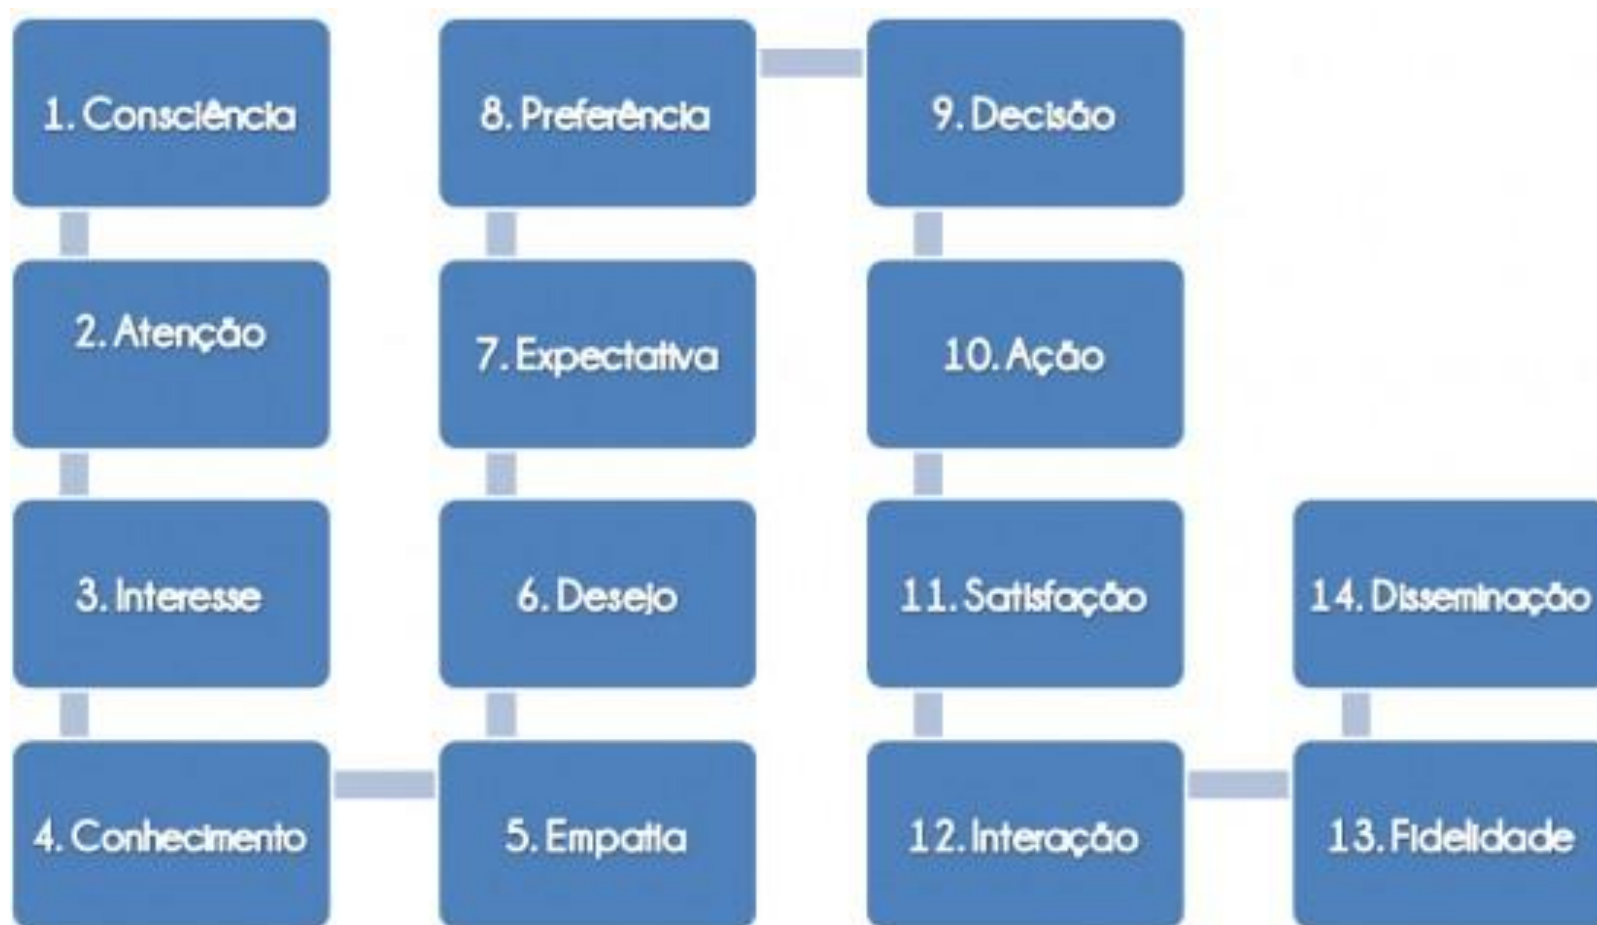 1. Consciência
2. Atenção
3. Interesse
4. Conhecimento
5. Empatia
6. Desejo
7. Expectativa
8. Preferência
9. Decisão
10. Ação
11. Satisfação
12. Interação
13. Fidelidade
14. Disseminação